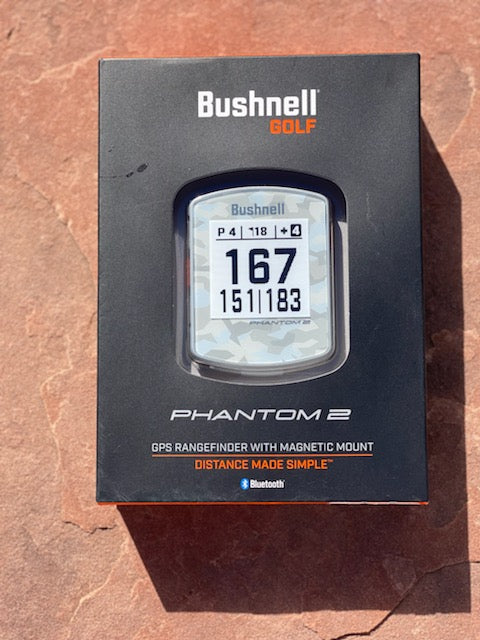 Bushnell
GOLF
Bushnell
P 4 | 18 | +4
167
151|183
PHANTOM 2
PHANTOM 2
GPS RANGEFINDER WITH MAGNETIC MOUNT
DISTANCE MADE SIMPLE™
Bluetooth®